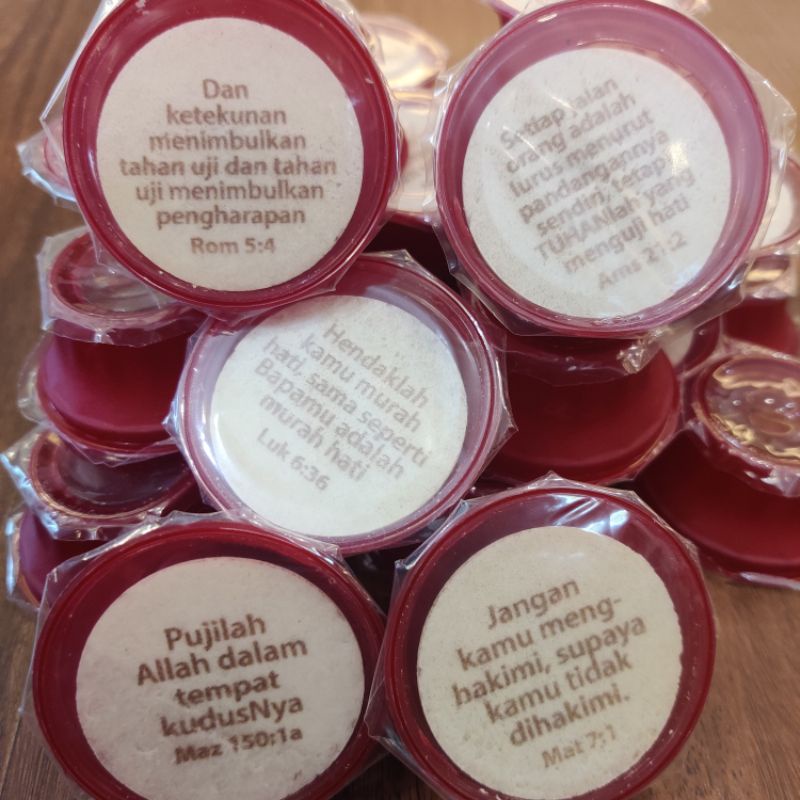 Dan
ketekunan
menimbulkan
tahan uji dan tahan
uji menimbulkan
pengharapan
Rom 5:4
Setiap jalan
orang adalah
lurus menurut
pandangannya
sendiri, tetapi
TUHANlah yang
menguji hati
Ams 21:2
Hendaklah
kamu murah
hati, sama seperti
Bapamu adalah
murah hati
Luk 6:36
Pujilah
Allah dalam
tempat
kudusNya
Maz 150:1a
Jangan
kamu meng-
hakimi, supaya
kamu tidak
dihakimi.
Mat 7:1